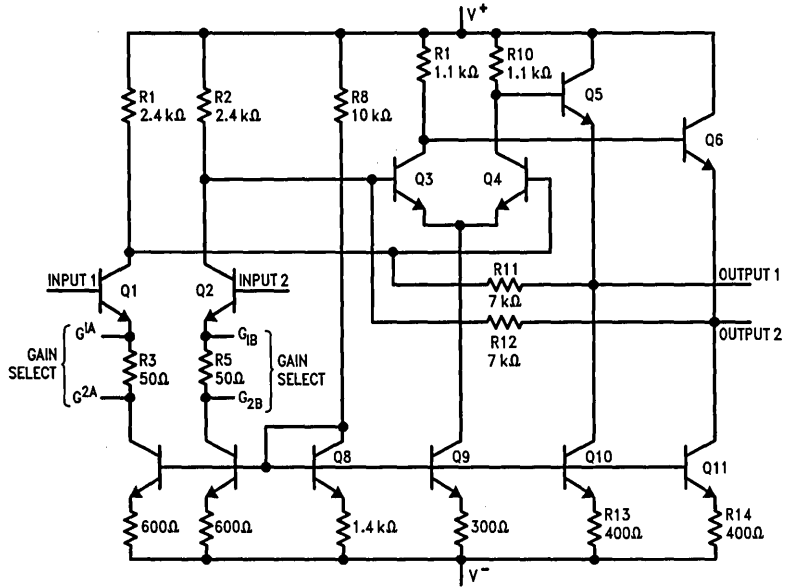 V+
R1
2.4 kΩ
R2
2.4 kΩ
R8
10 kΩ
R1
1.1 kΩ
R10
1.1 kΩ
Q5
Q6
Q3
Q4
INPUT 1
Q1
Q2
INPUT 2
R11
7 kΩ
OUTPUT 1
R12
7 kΩ
OUTPUT 2
GAIN
SELECT
G1A
R3
50Ω
G2A
G1B
R5
50Ω
G2B
GAIN
SELECT
Q8
Q9
Q10
Q11
600Ω
600Ω
1.4 kΩ
300Ω
R13
400Ω
R14
400Ω
V-